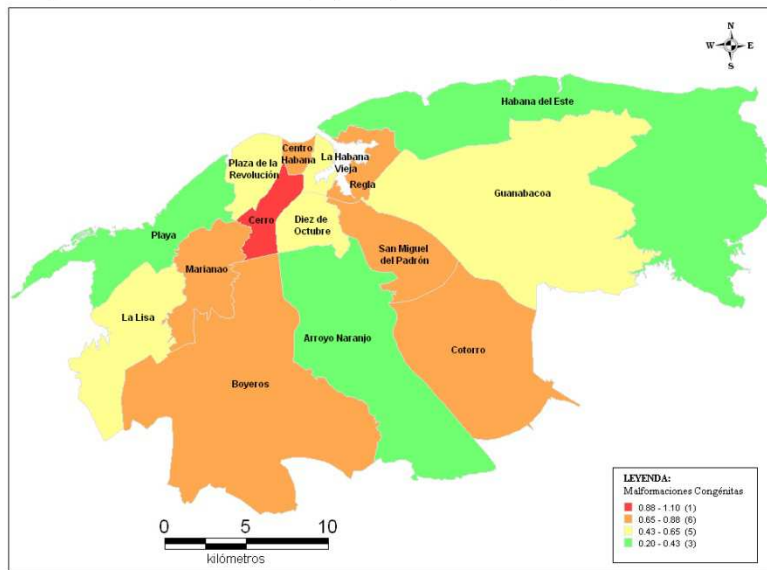 N
W E
S
Habana del Este
Centro
Habana
La Habana
Vieja
Plaza de la
Revolución
Regla
Guanabacoa
Cerro
Diez de
Octubre
Playa
San Miguel
del Padrón
Marianao
La Lisa
Arroyo Naranjo
Cotorro
Boyeros
LEYENDA:
Malformaciones Congénitas
0.88 - 1.10 (1)
0.65 - 0.88 (6)
0.43 - 0.65 (5)
0.20 - 0.43 (3)
0 5 10
kilómetros